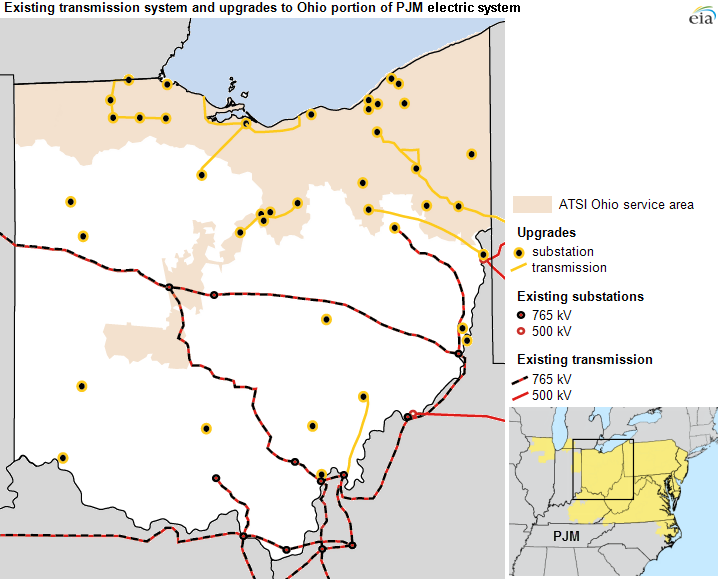 Existing transmission system and upgrades to Ohio portion of PJM electric system
eia
ATSI Ohio service area
Upgrades
substation
transmission
Existing substations
765 kV
500 kV
Existing transmission
765 kV
500 kV
PJM